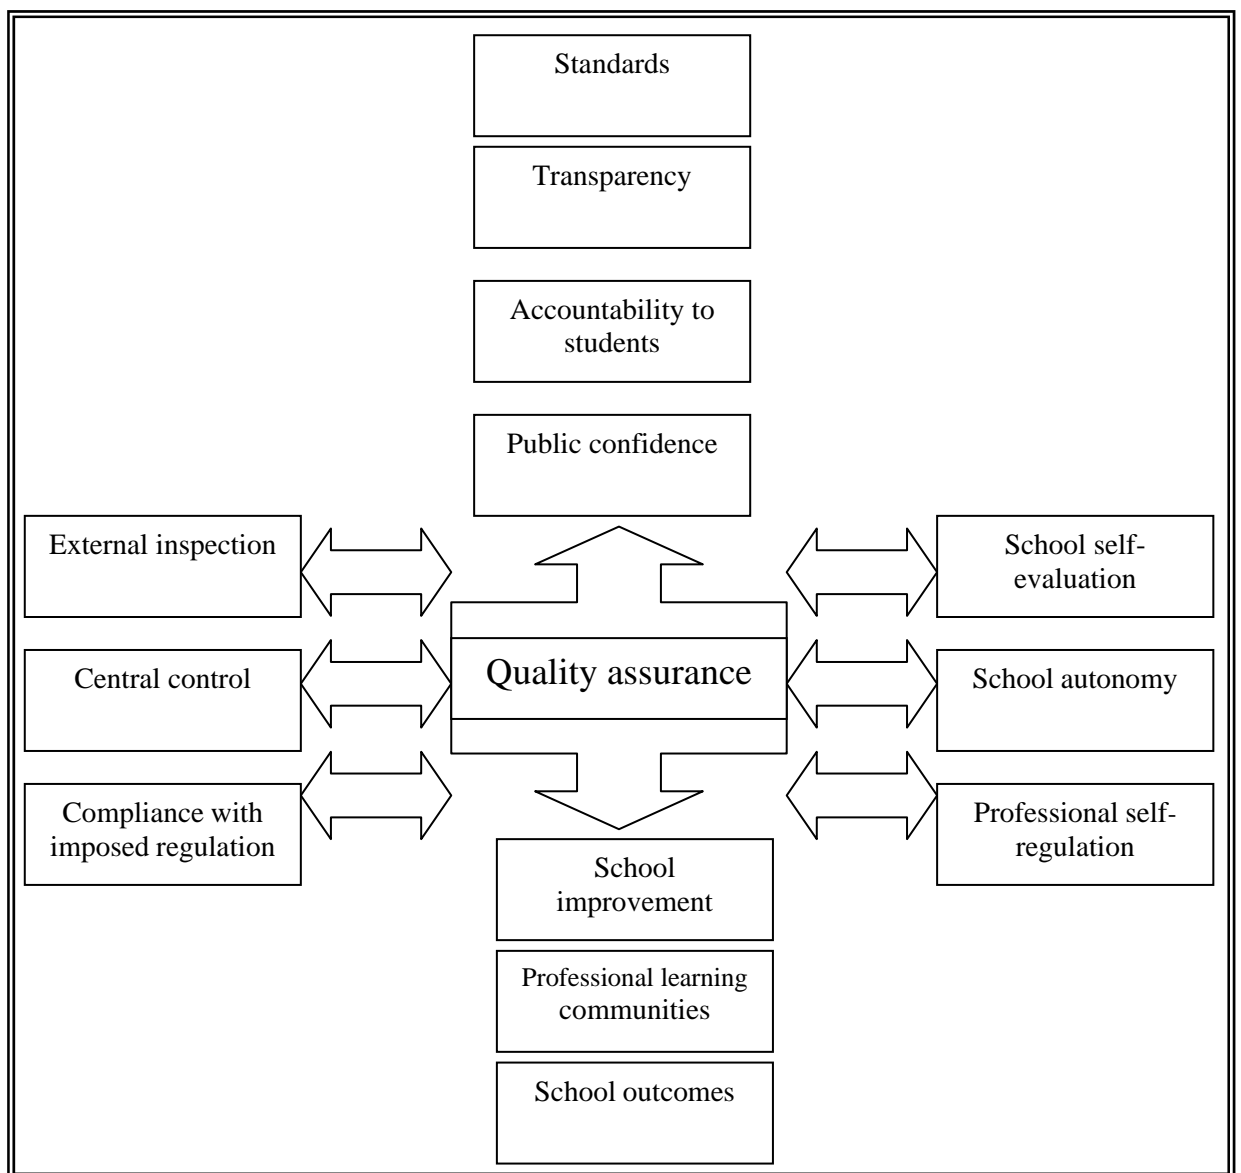 Standards
Transparency
Accountability to
students
Public confidence
External inspection
School self-
evaluation
Central control
Quality assurance
School autonomy
Compliance with
imposed regulation
Professional self-
regulation
School
improvement
Professional learning
communities
School outcomes